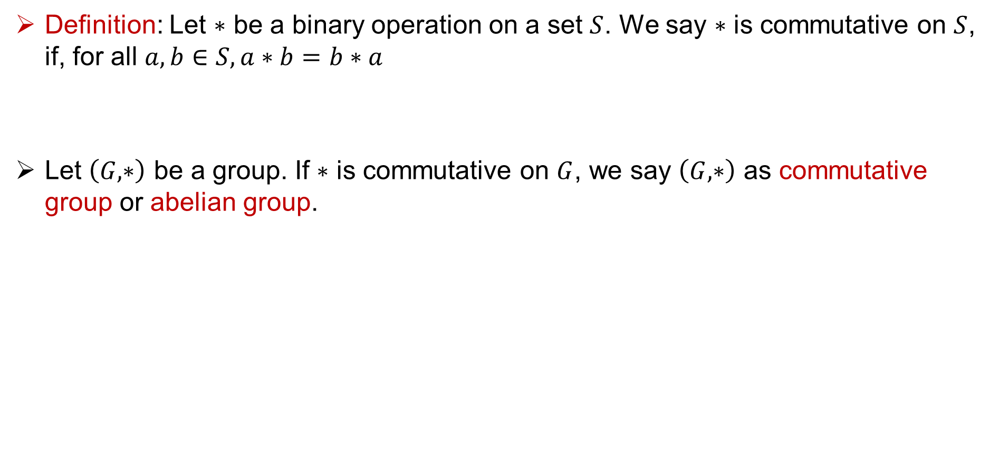 ➢ Definition: Let ∗ be a binary operation on a set 𝑆. We say ∗ is commutative on 𝑆,
if, for all 𝑎, 𝑏 ∈ 𝑆, 𝑎 ∗ 𝑏 = 𝑏 ∗ 𝑎
➢ Let (𝐺,∗) be a group. If ∗ is commutative on 𝐺, we say (𝐺,∗) as commutative
group or abelian group.